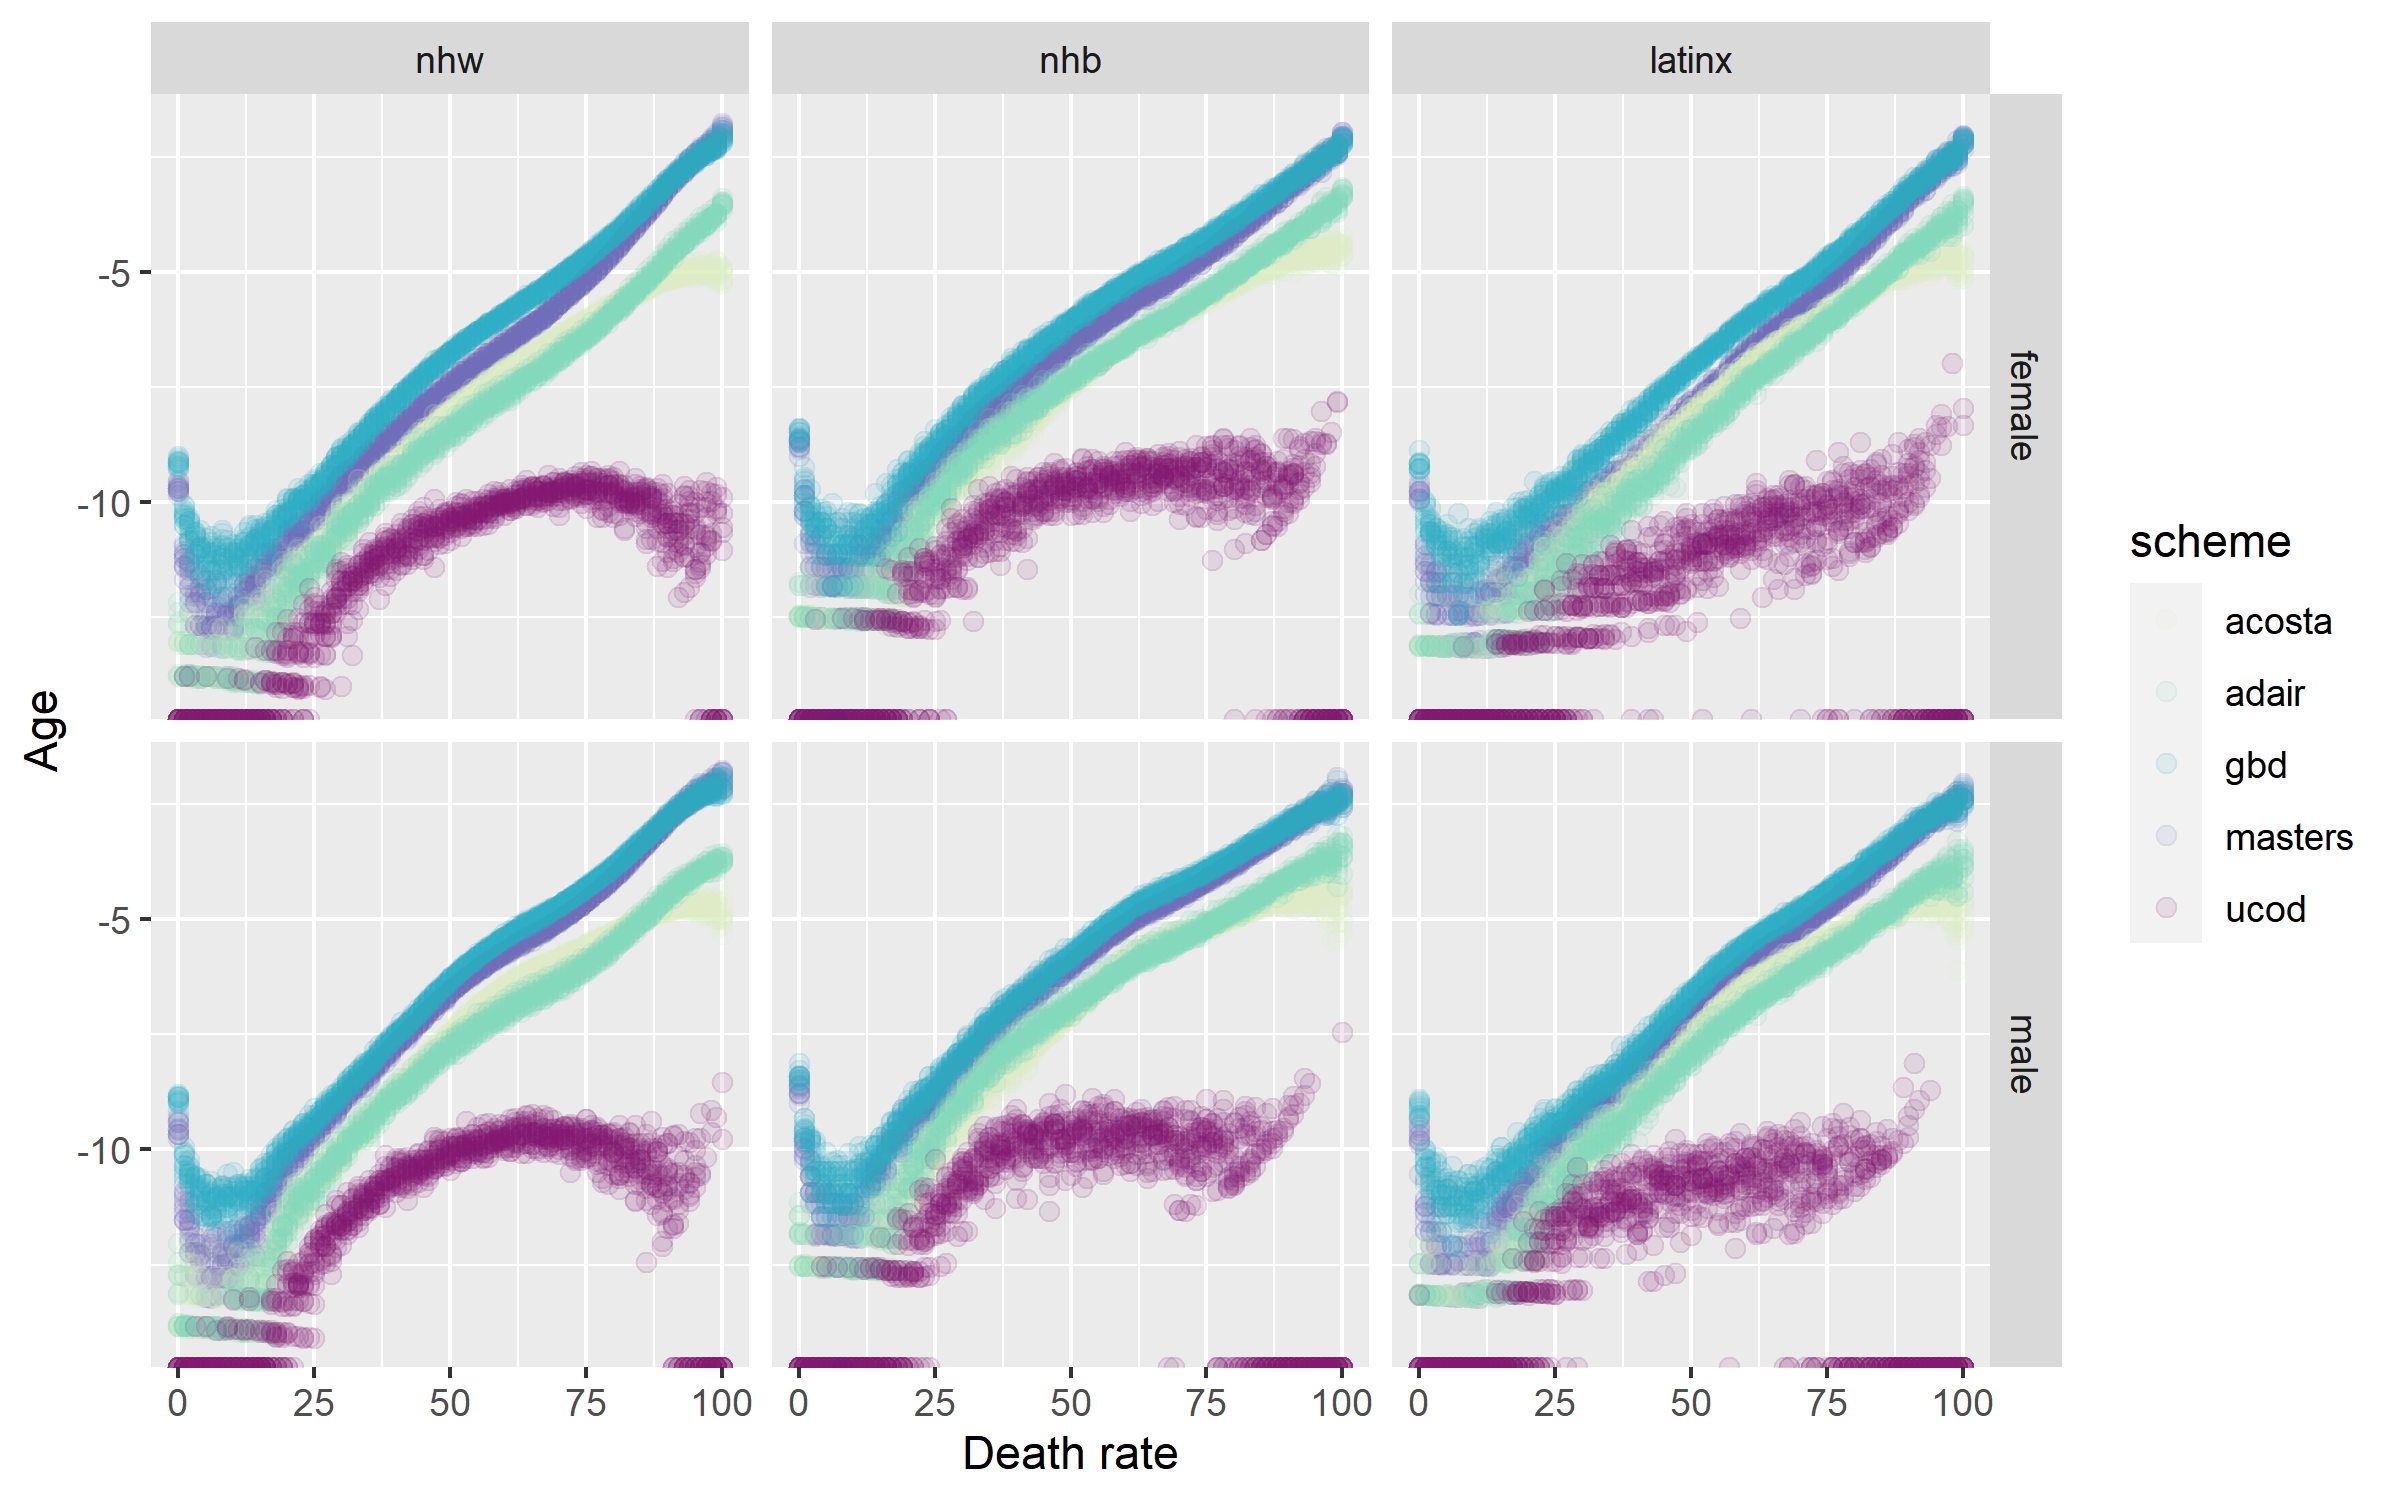 nhw nhb latinx
-5
-10
female
-5
-10
male
0 25 50 75 100 0 25 50 75 100 0 25 50 75 100
Death rate
Age
scheme
acosta
adair
gbd
masters
ucod